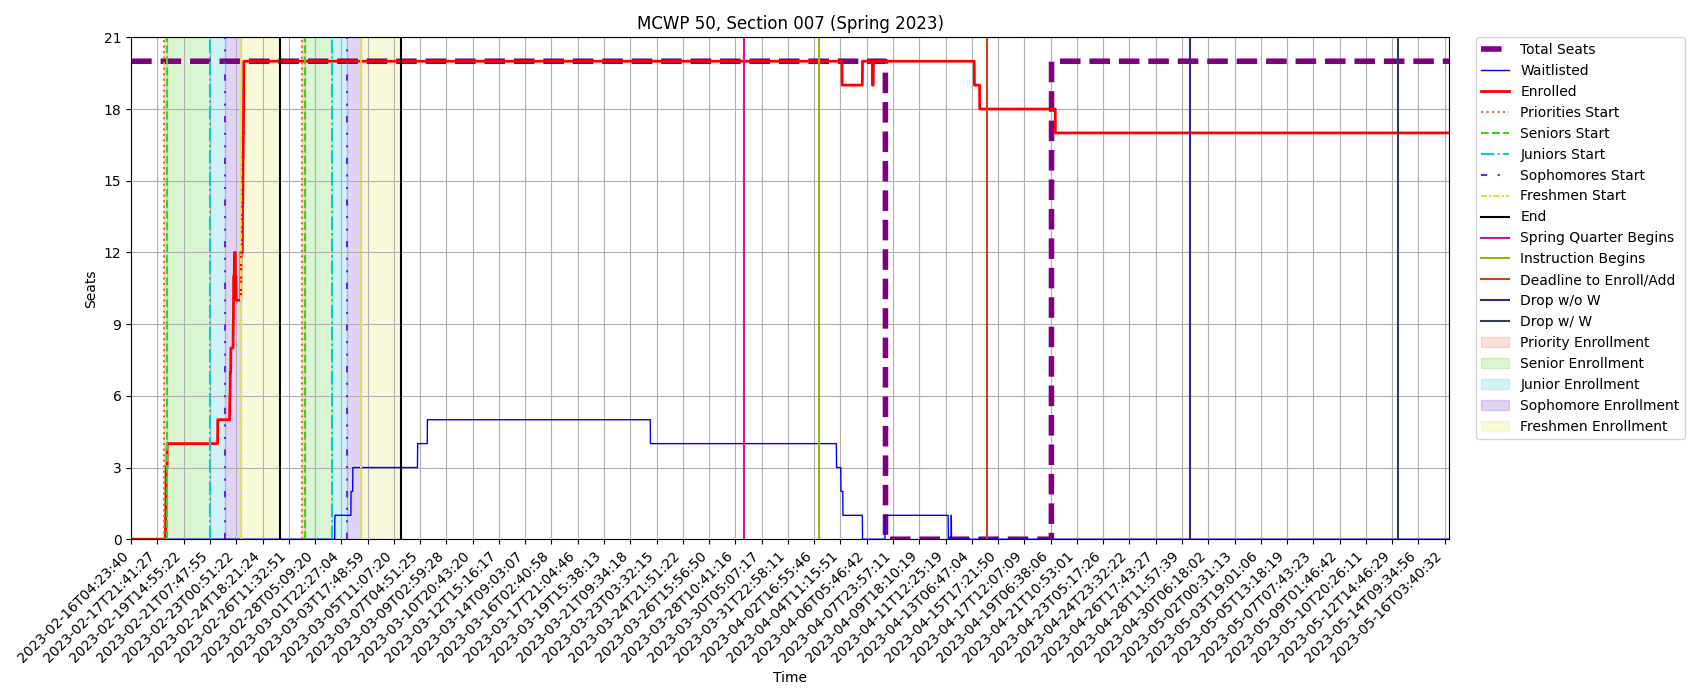 MCWP 50, Section 007 (Spring 2023)
Seats
21
18
15
12
9
6
3
0
2023-02-16T04:23:40
2023-02-17T21:41:27
2023-02-19T14:55:22
2023-02-21T07:47:55
2023-02-23T00:51:22
2023-02-24T18:21:24
2023-02-26T11:32:51
2023-02-28T05:09:20
2023-03-01T22:27:04
2023-03-03T17:48:59
2023-03-05T11:07:20
2023-03-07T04:51:25
2023-03-09T02:59:28
2023-03-10T20:43:20
2023-03-12T15:16:17
2023-03-14T09:03:07
2023-03-16T02:40:58
2023-03-17T21:04:46
2023-03-19T15:38:13
2023-03-21T09:34:18
2023-03-23T03:32:15
2023-03-24T21:51:22
2023-03-26T15:56:50
2023-03-28T10:41:16
2023-03-30T05:07:17
2023-03-31T22:58:11
2023-04-02T16:55:46
2023-04-04T11:15:51
2023-04-06T05:46:42
2023-04-07T23:57:11
2023-04-09T18:10:19
2023-04-11T12:25:19
2023-04-13T06:47:04
2023-04-15T17:21:50
2023-04-17T12:07:09
2023-04-19T06:38:06
2023-04-21T10:53:01
2023-04-23T05:17:26
2023-04-24T23:32:22
2023-04-26T17:43:27
2023-04-28T11:57:39
2023-04-30T06:18:02
2023-05-02T00:31:13
2023-05-03T19:01:06
2023-05-05T13:18:19
2023-05-07T07:43:23
2023-05-09T01:46:42
2023-05-10T20:26:11
2023-05-12T14:46:29
2023-05-14T09:34:56
2023-05-16T03:40:32
Time
Total Seats
Waitlisted
Enrolled
Priorities Start
Seniors Start
Juniors Start
Sophomores Start
Freshmen Start
End
Spring Quarter Begins
Instruction Begins
Deadline to Enroll/Add
Drop w/o W
Drop w/ W
Priority Enrollment
Senior Enrollment
Junior Enrollment
Sophomore Enrollment
Freshmen Enrollment